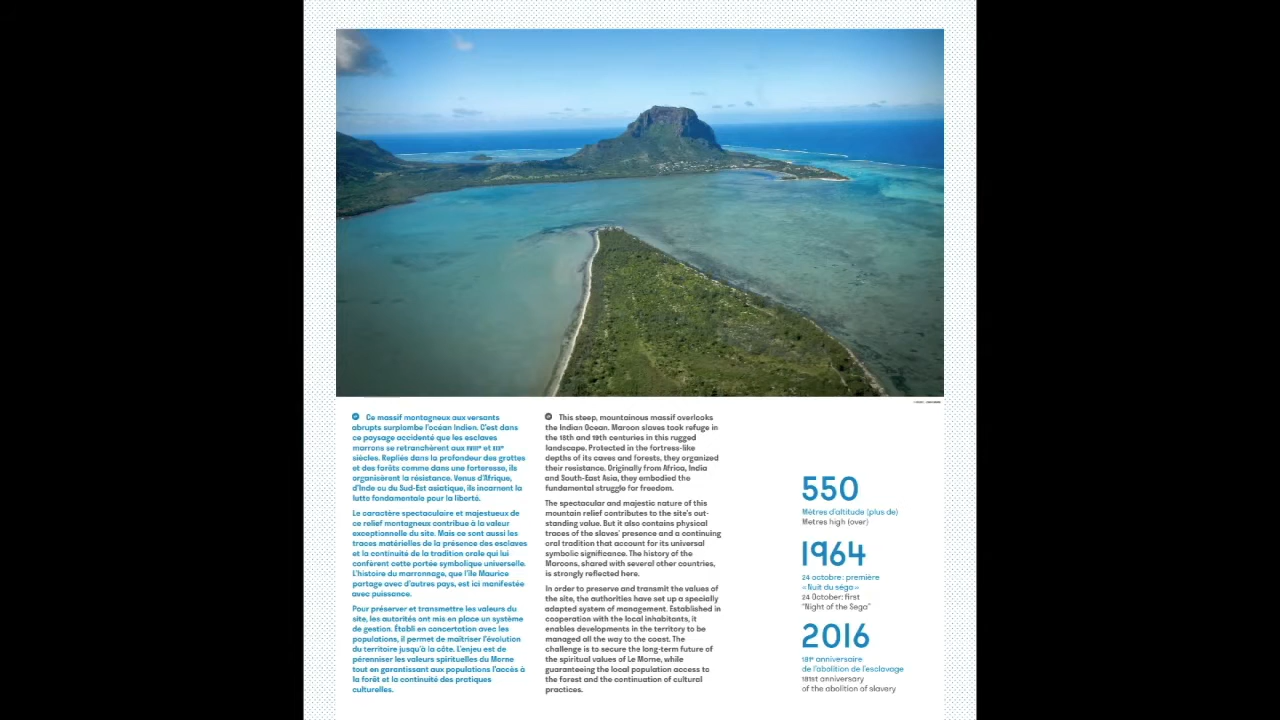 Ce massif montagneux aux versants
abrupts surplombe l'océan Indien. C'est dans
ce paysage accidenté que les esclaves
marrons se retranchèrent aux XVIIIe et XIXe
siècles. Repliés dans la profondeur des grottes
et des forêts comme dans une forteresse, ils
organisèrent la résistance. Venus d'Afrique,
d'Inde ou du Sud-Est asiatique, ils incarnent la
lutte fondamentale pour la liberté.
Le caractère spectaculaire et majestueux de
ce relief montagneux contribue à la valeur
exceptionnelle du site. Mais ce sont aussi les
traces matérielles de la présence des esclaves
et la continuité de la tradition orale qui lui
confèrent cette portée symbolique universelle.
L'histoire du marronnage, que l'île Maurice
partage avec d'autres pays, est ici manifestée
avec puissance.
Pour préserver et transmettre les valeurs du
site, les autorités ont mis en place un système
de gestion. Établi en concertation avec les
populations, il permet de maîtriser l'évolution
du territoire jusqu'à la côte. L'enjeu est de
pérenniser les valeurs spirituelles du Morne
tout en garantissant aux populations l'accès à
la forêt et la continuité des pratiques
culturelles.
This steep, mountainous massif overlooks
the Indian Ocean. Maroon slaves took refuge in
the 18th and 19th centuries in this rugged
landscape. Protected in the fortress-like
depths of its caves and forests, they organized
their resistance. Originally from Africa, India
and South-East Asia, they embodied the
fundamental struggle for freedom.
The spectacular and majestic nature of this
mountain relief contributes to the site's out-
standing value. But it also contains physical
traces of the slaves' presence and a continuing
oral tradition that account for its universal
symbolic significance. The history of the
Maroons, shared with several other countries,
is strongly reflected here.
In order to preserve and transmit the values of
the site, the authorities have set up a specially
adapted system of management. Established in
cooperation with the local inhabitants, it
enables developments in the territory to be
managed all the way to the coast. The
challenge is to secure the long-term future of
the spiritual values of Le Morne, while
guaranteeing the local population access to
the forest and the continuation of cultural
practices.
550
Mètres d'altitude (plus de)
Metres high (over)
1964
24 octobre : première
«Nuit du séga»
24 October: first
"Night of the Sega"
2016
181e anniversaire
de l'abolition de l'esclavage
181st anniversary
of the abolition of slavery